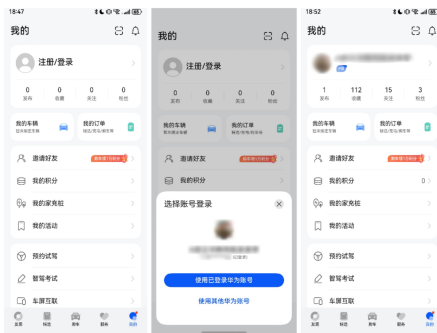 18:47
我的
注册/登录
0 0 0 0
发布 收藏 关注 粉丝
我的车辆
我的订单
邀请好友
我的积分
我的家充桩
我的活动
预约试驾
智驾考试
车屏互联
我的
我的
注册/登录
0 0 0 0
发布 收藏 关注 粉丝
我的车辆
我的订单
邀请好友
我的积分
选择账号登录
使用已登录华为账号
使用其他华为账号
18:52
我的
1 112 15 3
发布 收藏 关注 粉丝
我的车辆
我的订单
邀请好友
我的积分 0
我的家充桩
我的活动
预约试驾
智驾考试
车屏互联
我的